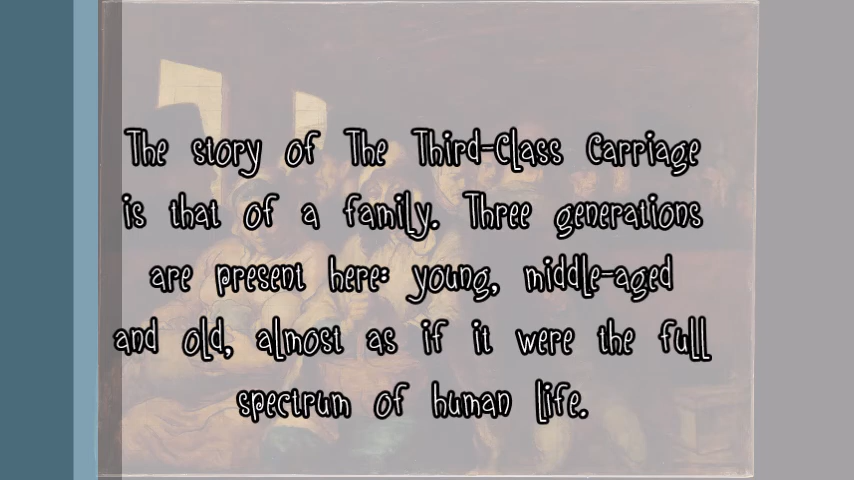 The story of The Third-Class Carriage
is that of a family. Three generations
are present here: young, middle-aged
and old, almost as if it were the full
spectrum of human life.